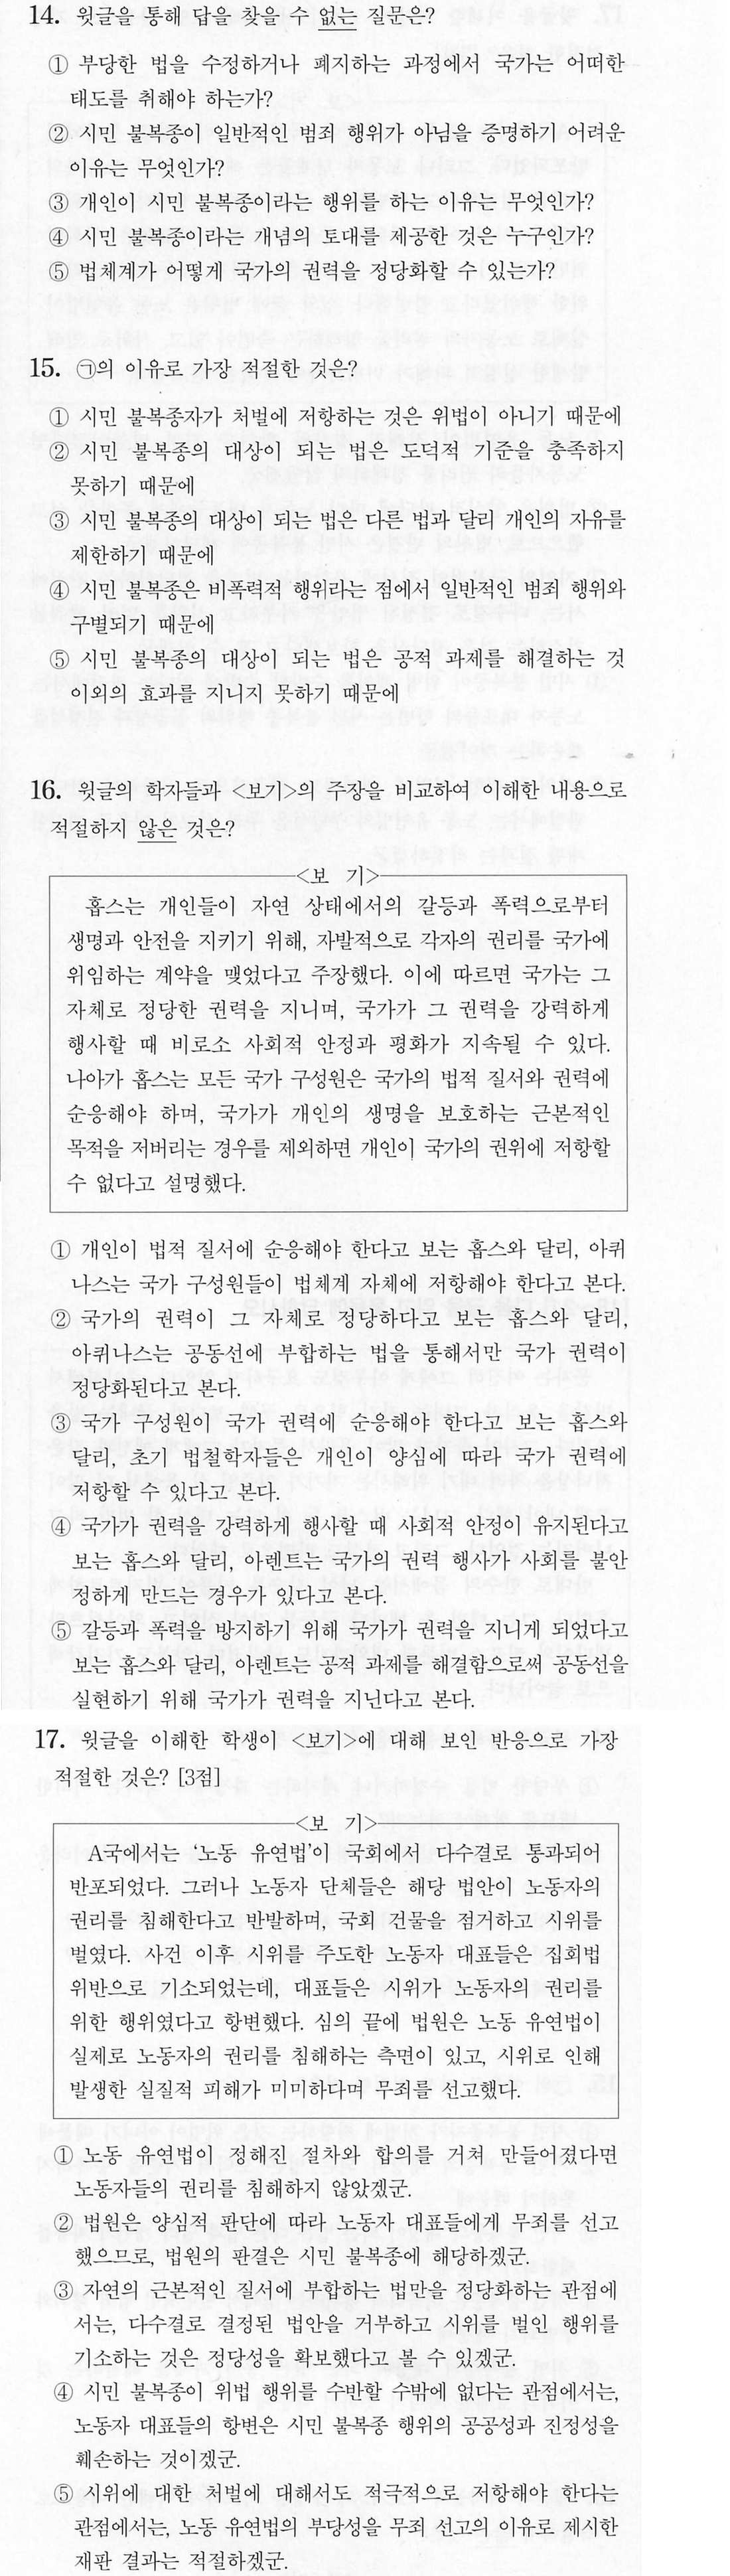 14. 윗글을 통해 답을 찾을 수 없는 질문은?
① 부당한 법을 수정하거나 폐지하는 과정에서 국가는 어떠한
태도를 취해야 하는가?
② 시민 불복종이 일반적인 범죄 행위가 아님을 증명하기 어려운
이유는 무엇인가?
③ 개인이 시민 불복종이라는 행위를 하는 이유는 무엇인가?
④ 시민 불복종이라는 개념의 토대를 제공한 것은 누구인가?
⑤ 법체계가 어떻게 국가의 권력을 정당화할 수 있는가?
15. ㉠의 이유로 가장 적절한 것은?
① 시민 불복종자가 처벌에 저항하는 것은 위법이 아니기 때문에
② 시민 불복종의 대상이 되는 법은 도덕적 기준을 충족하지
못하기 때문에
③ 시민 불복종의 대상이 되는 법은 다른 법과 달리 개인의 자유를
제한하기 때문에
④ 시민 불복종은 비폭력적 행위라는 점에서 일반적인 범죄 행위와
구별되기 때문에
⑤ 시민 불복종의 대상이 되는 법은 공적 과제를 해결하는 것
이외의 효과를 지니지 못하기 때문에
16. 윗글의 학자들과 <보기>의 주장을 비교하여 이해한 내용으로
적절하지 않은 것은?
<보 기>
홉스는 개인들이 자연 상태에서의 갈등과 폭력으로부터
생명과 안전을 지키기 위해, 자발적으로 각자의 권리를 국가에
위임하는 계약을 맺었다고 주장했다. 이에 따르면 국가는 그
자체로 정당한 권력을 지니며, 국가가 그 권력을 강력하게
행사할 때 비로소 사회적 안정과 평화가 지속될 수 있다.
나아가 홉스는 모든 국가 구성원은 국가의 법적 질서와 권력에
순응해야 하며, 국가가 개인의 생명을 보호하는 근본적인
목적을 저버리는 경우를 제외하면 개인이 국가의 권위에 저항할
수 없다고 설명했다.
① 개인이 법적 질서에 순응해야 한다고 보는 홉스와 달리, 아퀴
나스는 국가 구성원들이 법체계 자체에 저항해야 한다고 본다.
② 국가의 권력이 그 자체로 정당하다고 보는 홉스와 달리,
아퀴나스는 공동선에 부합하는 법을 통해서만 국가 권력이
정당화된다고 본다.
③ 국가 구성원이 국가 권력에 순응해야 한다고 보는 홉스와
달리, 초기 법철학자들은 개인이 양심에 따라 국가 권력에
저항할 수 있다고 본다.
④ 국가가 권력을 강력하게 행사할 때 사회적 안정이 유지된다고
보는 홉스와 달리, 아렌트는 국가의 권력 행사가 사회를 불안
정하게 만드는 경우가 있다고 본다.
⑤ 갈등과 폭력을 방지하기 위해 국가가 권력을 지니게 되었다고
보는 홉스와 달리, 아렌트는 공적 과제를 해결함으로써 공동선을
실현하기 위해 국가가 권력을 지닌다고 본다.
17. 윗글을 이해한 학생이 <보기>에 대해 보인 반응으로 가장
적절한 것은? [3점]
<보 기>
A국에서는 ‘노동 유연법’이 국회에서 다수결로 통과되어
반포되었다. 그러나 노동자 단체들은 해당 법안이 노동자의
권리를 침해한다고 반발하며, 국회 건물을 점거하고 시위를
벌였다. 사건 이후 시위를 주도한 노동자 대표들은 집회법
위반으로 기소되었는데, 대표들은 시위가 노동자의 권리를
위한 행위였다고 항변했다. 심의 끝에 법원은 노동 유연법이
실제로 노동자의 권리를 침해하는 측면이 있고, 시위로 인해
발생한 실질적 피해가 미미하다며 무죄를 선고했다.
① 노동 유연법이 정해진 절차와 합의를 거쳐 만들어졌다면
노동자들의 권리를 침해하지 않았겠군.
② 법원은 양심적 판단에 따라 노동자 대표들에게 무죄를 선고
했으므로, 법원의 판결은 시민 불복종에 해당하겠군.
③ 자연의 근본적인 질서에 부합하는 법만을 정당화하는 관점에
서는, 다수결로 결정된 법안을 거부하고 시위를 벌인 행위를
기소하는 것은 정당성을 확보했다고 볼 수 있겠군.
④ 시민 불복종이 위법 행위를 수반할 수밖에 없다는 관점에서는,
노동자 대표들의 항변은 시민 불복종 행위의 공공성과 진정성을
훼손하는 것이겠군.
⑤ 시위에 대한 처벌에 대해서도 적극적으로 저항해야 한다는
관점에서는, 노동 유연법의 부당성을 무죄 선고의 이유로 제시한
재판 결과는 적절하겠군.